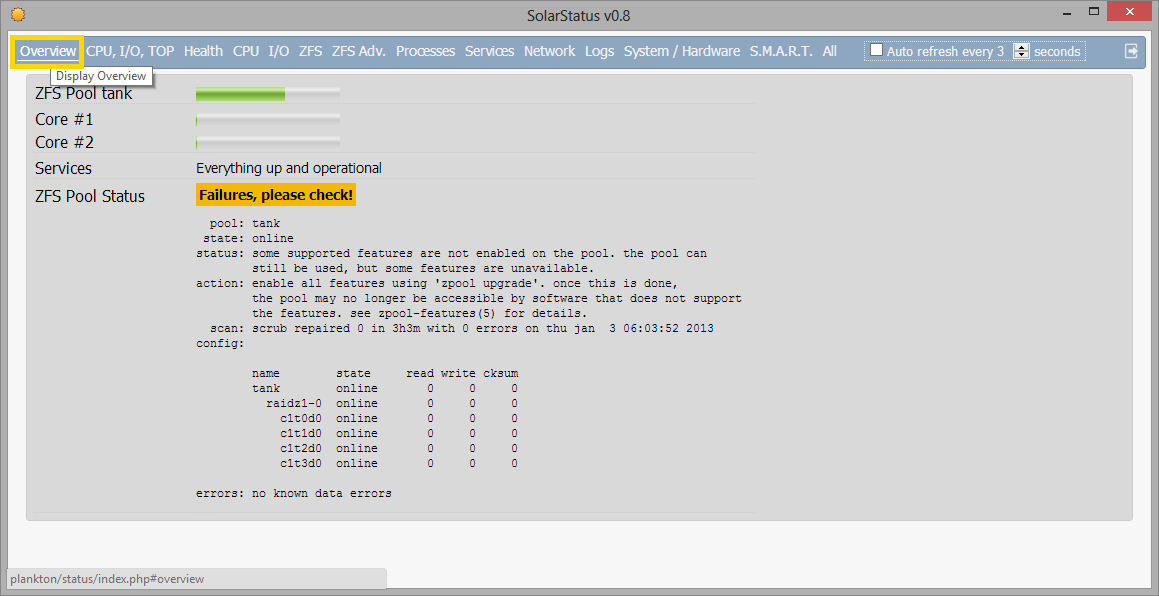 SolarStatus v0.8
Overview CPU, I/O, TOP Health CPU I/O ZFS ZFS Adv. Processes Services Network Logs System / Hardware S.M.A.R.T. All Auto refresh every 3 seconds
Display Overview
ZFS Pool tank
Core #1
Core #2
Services Everything up and operational
ZFS Pool Status Failures, please check!
pool: tank
state: online
status: some supported features are not enabled on the pool. the pool can
still be used, but some features are unavailable.
action: enable all features using 'zpool upgrade'. once this is done,
the pool may no longer be accessible by software that does not support
the features. see zpool-features(5) for details.
scan: scrub repaired 0 in 3h3m with 0 errors on thu jan 3 06:03:52 2013
config:
name state read write cksum
tank online 0 0 0
raidz1-0 online 0 0 0
c1t0d0 online 0 0 0
c1t1d0 online 0 0 0
c1t2d0 online 0 0 0
c1t3d0 online 0 0 0
errors: no known data errors
plankton/status/index.php#overview